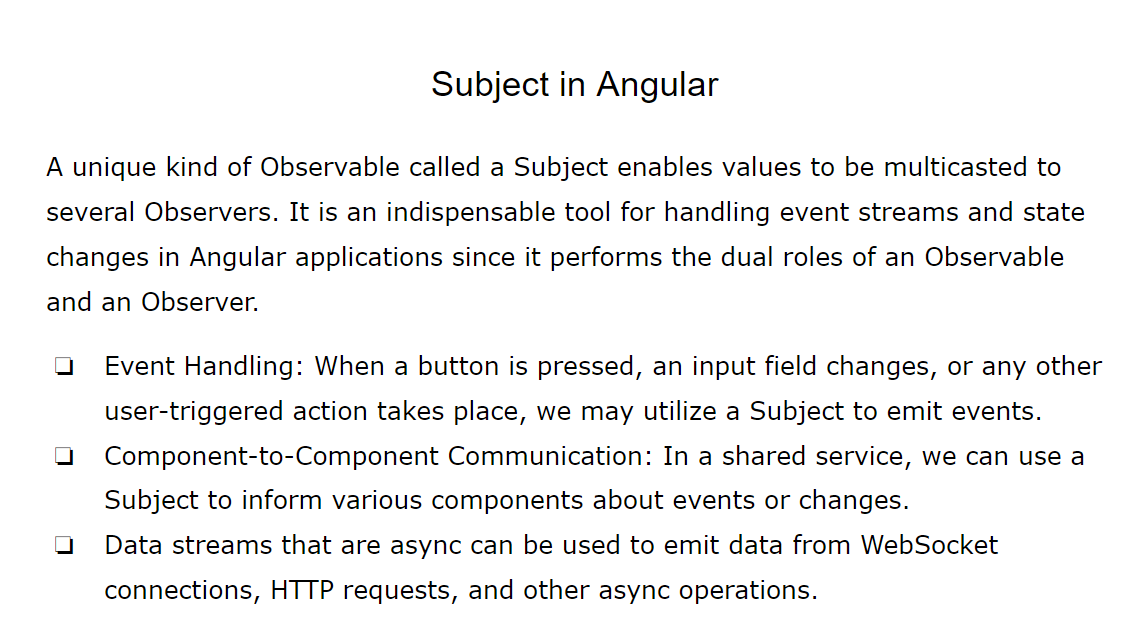 Subject in Angular
A unique kind of Observable called a Subject enables values to be multicasted to
several Observers. It is an indispensable tool for handling event streams and state
changes in Angular applications since it performs the dual roles of an Observable
and an Observer.
❏ Event Handling: When a button is pressed, an input field changes, or any other
user-triggered action takes place, we may utilize a Subject to emit events.
❏ Component-to-Component Communication: In a shared service, we can use a
Subject to inform various components about events or changes.
❏ Data streams that are async can be used to emit data from WebSocket
connections, HTTP requests, and other async operations.